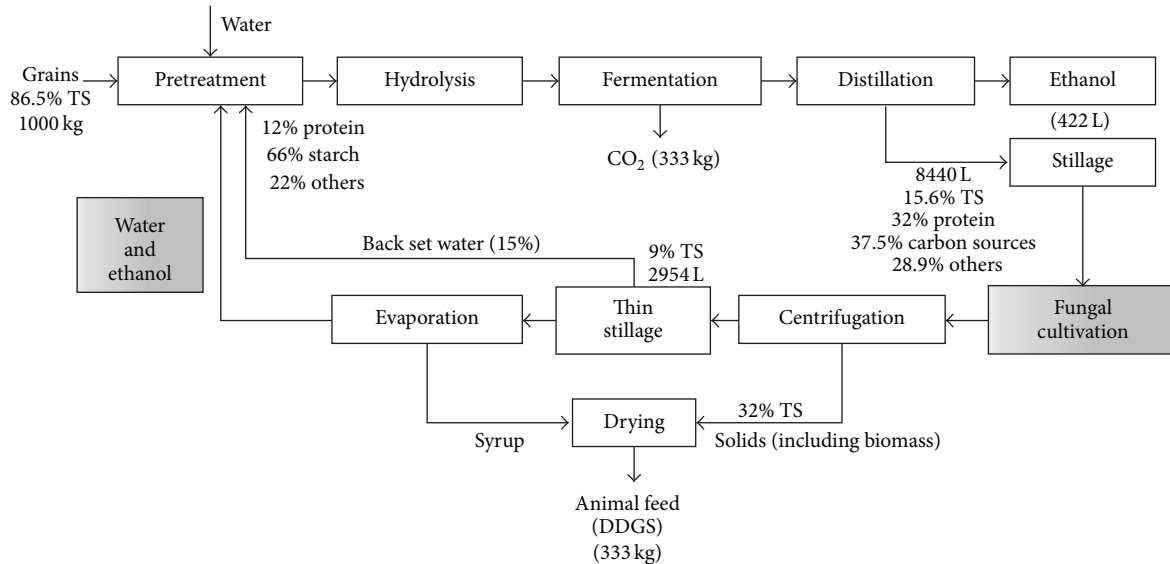 Water
Grains
86.5% TS
1000 kg
Pretreatment
Hydrolysis
Fermentation
Distillation
Ethanol
(422 L)
12% protein
66% starch
22% others
CO₂ (333 kg)
8440 L
15.6% TS
32% protein
37.5% carbon sources
28.9% others
Stillage
Water
and
ethanol
Back set water (15%)
9% TS
2954 L
Evaporation
Thin
stillage
Centrifugation
Fungal
cultivation
Syrup
Drying
32% TS
Solids (including biomass)
Animal feed
(DDGS)
(333 kg)